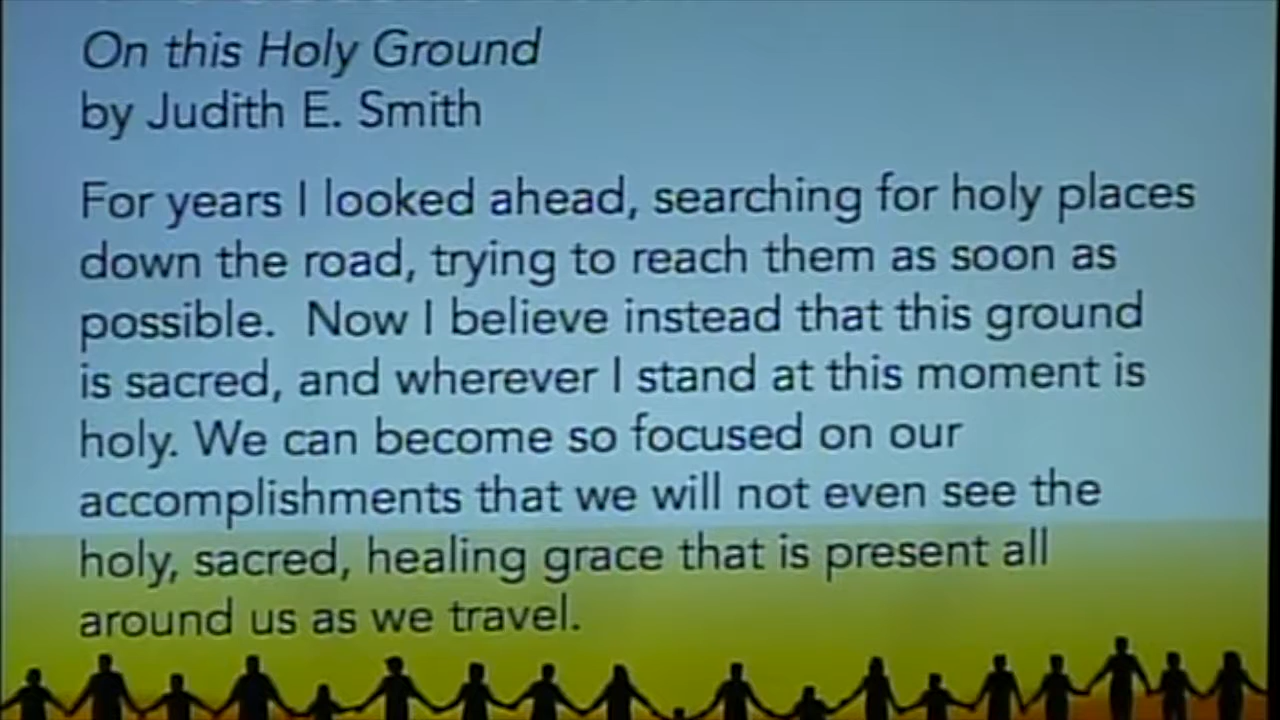 On this Holy Ground
by Judith E. Smith
For years I looked ahead, searching for holy places
down the road, trying to reach them as soon as
possible.  Now I believe instead that this ground
is sacred, and wherever I stand at this moment is
holy. We can become so focused on our
accomplishments that we will not even see the
holy, sacred, healing grace that is present all
around us as we travel.